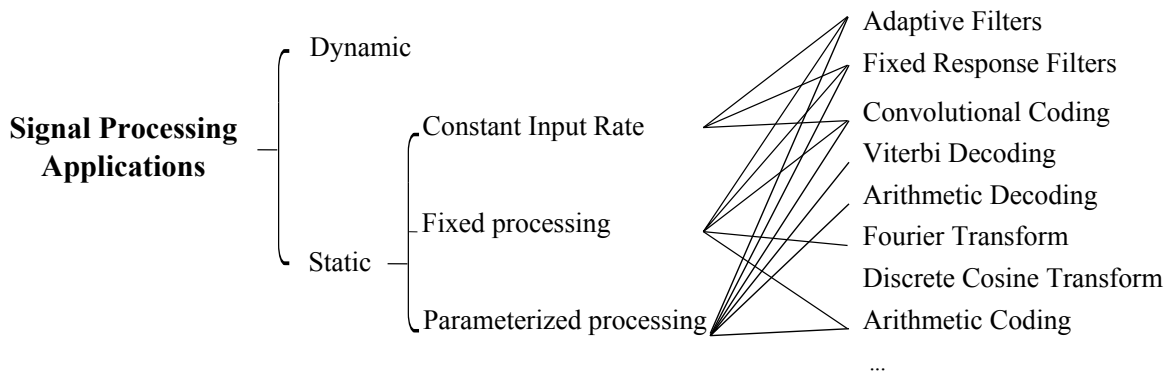 Signal Processing
Applications
Dynamic
Static
Constant Input Rate
Fixed processing
Parameterized processing
Adaptive Filters
Fixed Response Filters
Convolutional Coding
Viterbi Decoding
Arithmetic Decoding
Fourier Transform
Discrete Cosine Transform
Arithmetic Coding
...